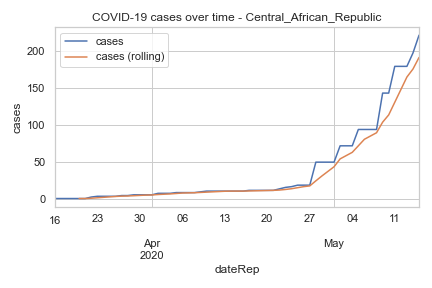 COVID-19 cases over time - Central_African_Republic
cases
cases (rolling)
cases
200
150
100
50
0
16 23 30 06 13 20 27 04 11
Apr May
2020
dateRep